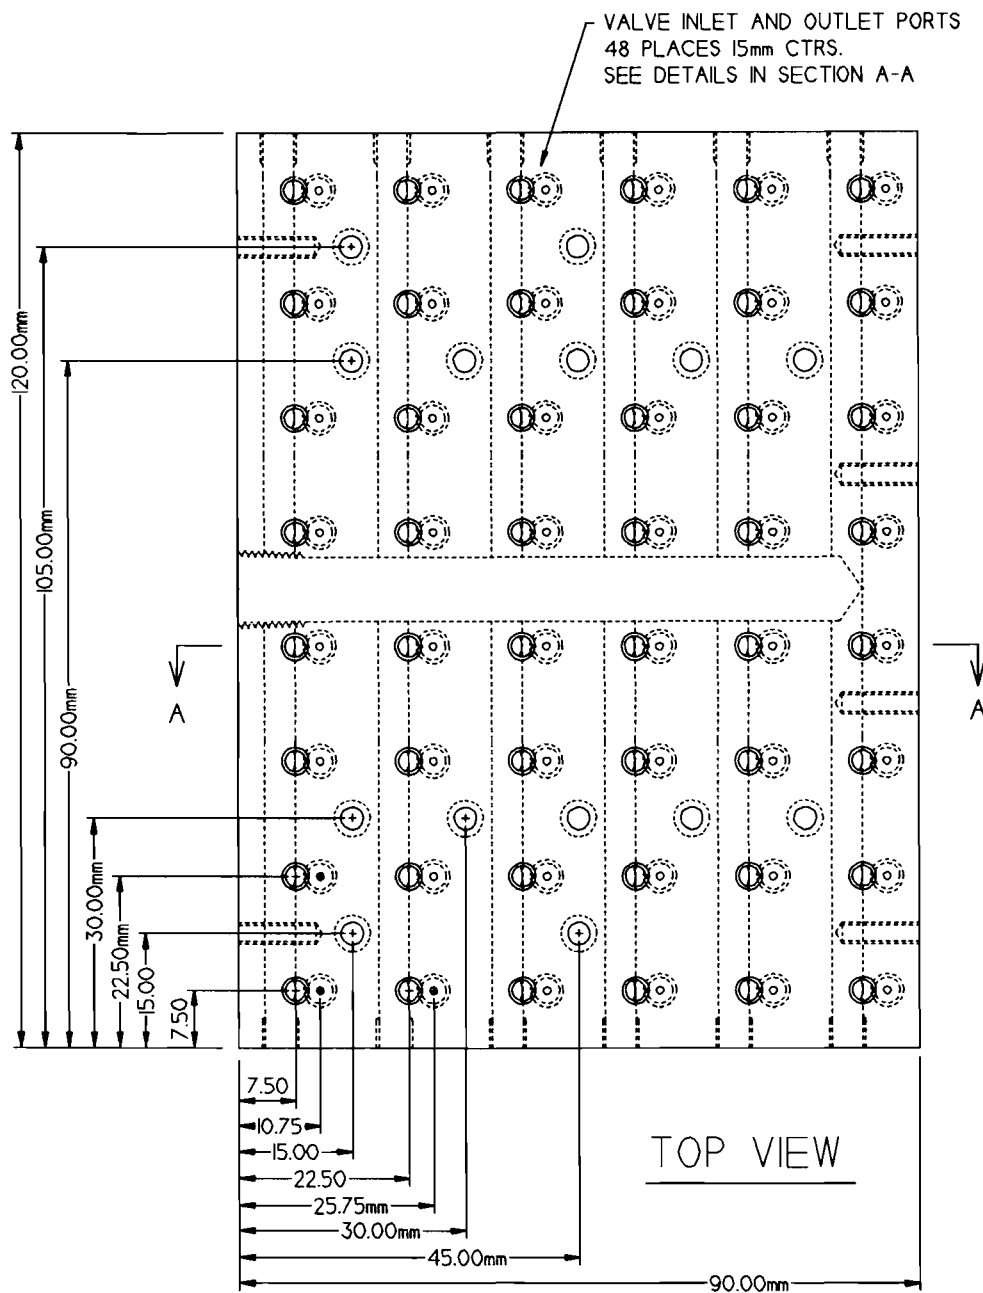 VALVE INLET AND OUTLET PORTS
48 PLACES 15mm CTRS.
SEE DETAILS IN SECTION A-A
120.00mm
105.00mm
90.00mm
A
A
30.00mm
22.50mm
15.00
7.50
7.50
10.75
15.00
22.50
25.75mm
30.00mm
45.00mm
90.00mm
TOP VIEW